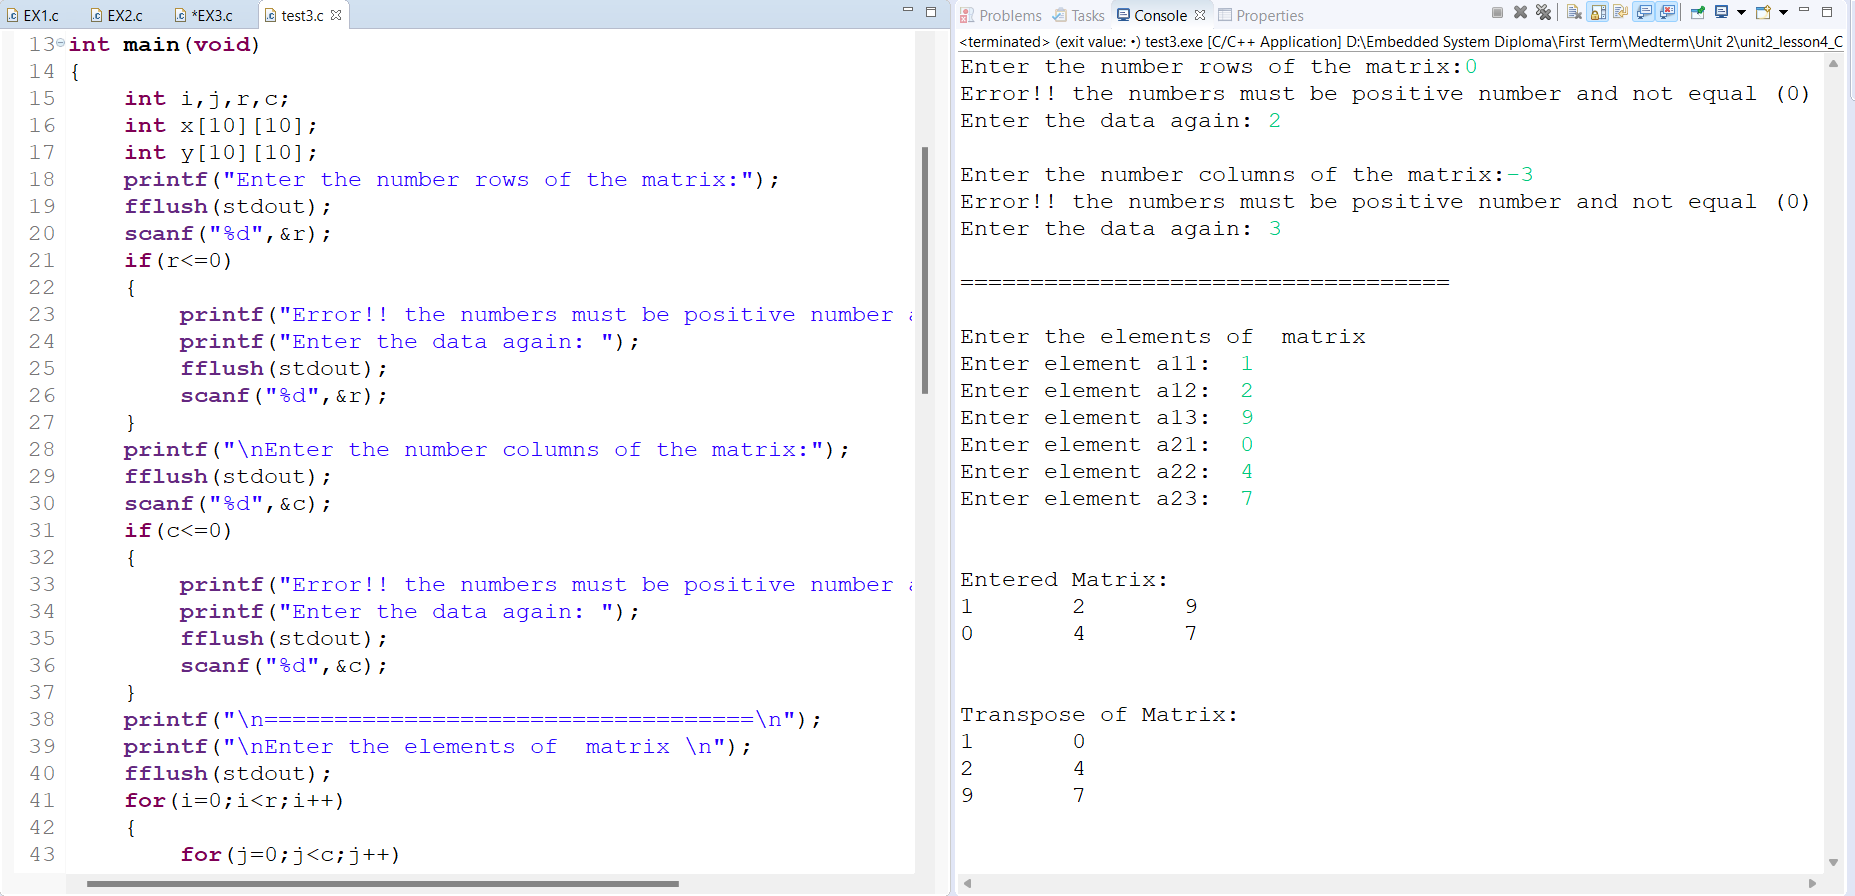 EX1.c EX2.c *EX3.c test3.c
13 int main(void)
14 {
15 int i,j,r,c;
16 int x[10][10];
17 int y[10][10];
18 printf("Enter the number rows of the matrix:");
19 fflush(stdout);
20 scanf("%d",&r);
21 if(r<=0)
22 {
23 printf("Error!! the numbers must be positive number
24 printf("Enter the data again: ");
25 fflush(stdout);
26 scanf("%d",&r);
27 }
28 printf("\nEnter the number columns of the matrix:");
29 fflush(stdout);
30 scanf("%d",&c);
31 if(c<=0)
32 {
33 printf("Error!! the numbers must be positive number
34 printf("Enter the data again: ");
35 fflush(stdout);
36 scanf("%d",&c);
37 }
38 printf("\n===================================\n");
39 printf("\nEnter the elements of  matrix \n");
40 fflush(stdout);
41 for(i=0;i<r;i++)
42 {
43 for(j=0;j<c;j++)
Problems Tasks Console Properties
<terminated> (exit value: •) test3.exe [C/C++ Application] D:\Embedded System Diploma\First Term\Medterm\Unit 2\unit2_lesson4_C
Enter the number rows of the matrix:0
Error!! the numbers must be positive number and not equal (0)
Enter the data again: 2
Enter the number columns of the matrix:-3
Error!! the numbers must be positive number and not equal (0)
Enter the data again: 3
===================================
Enter the elements of  matrix
Enter element a11:  1
Enter element a12:  2
Enter element a13:  9
Enter element a21:  0
Enter element a22:  4
Enter element a23:  7
Entered Matrix:
1 2 9
0 4 7
Transpose of Matrix:
1 0
2 4
9 7